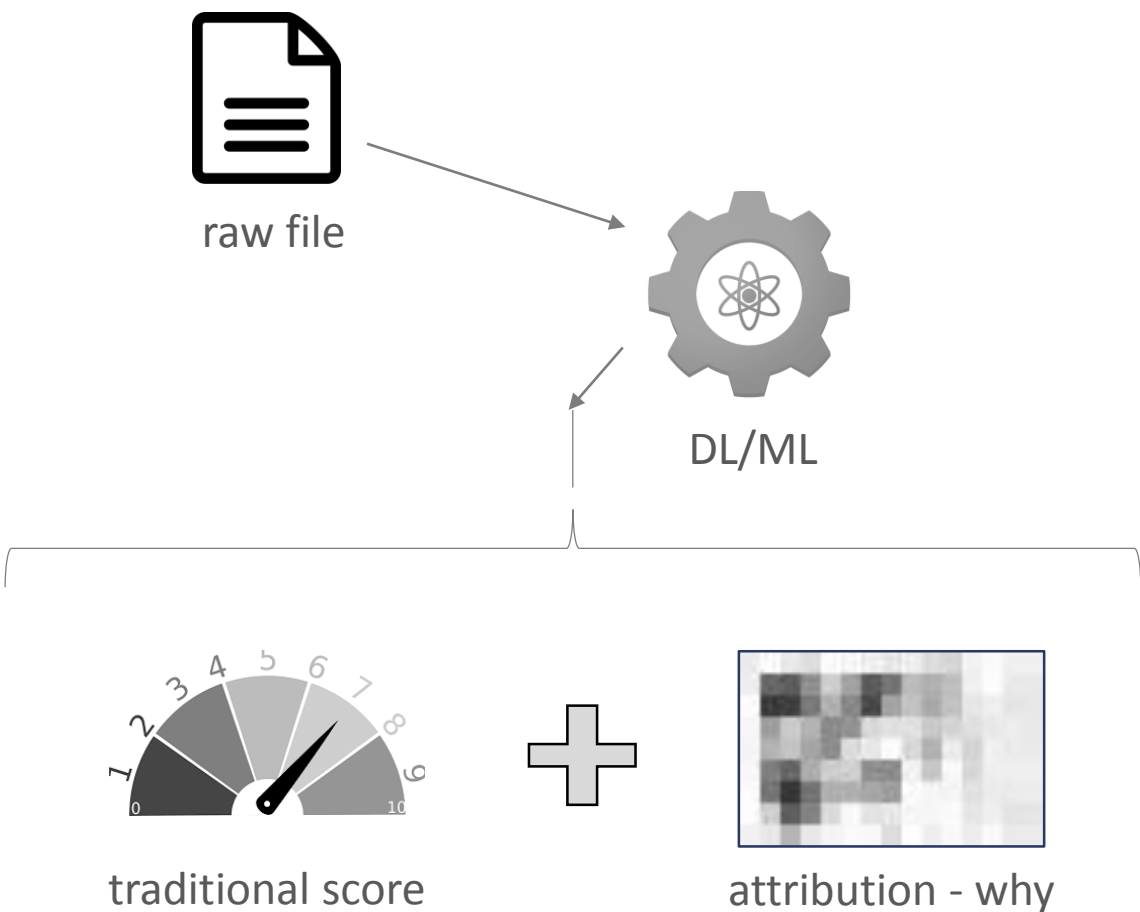 raw file
DL/ML
1 2 3 4 5 6 7 8 9
0 10
traditional score
attribution - why